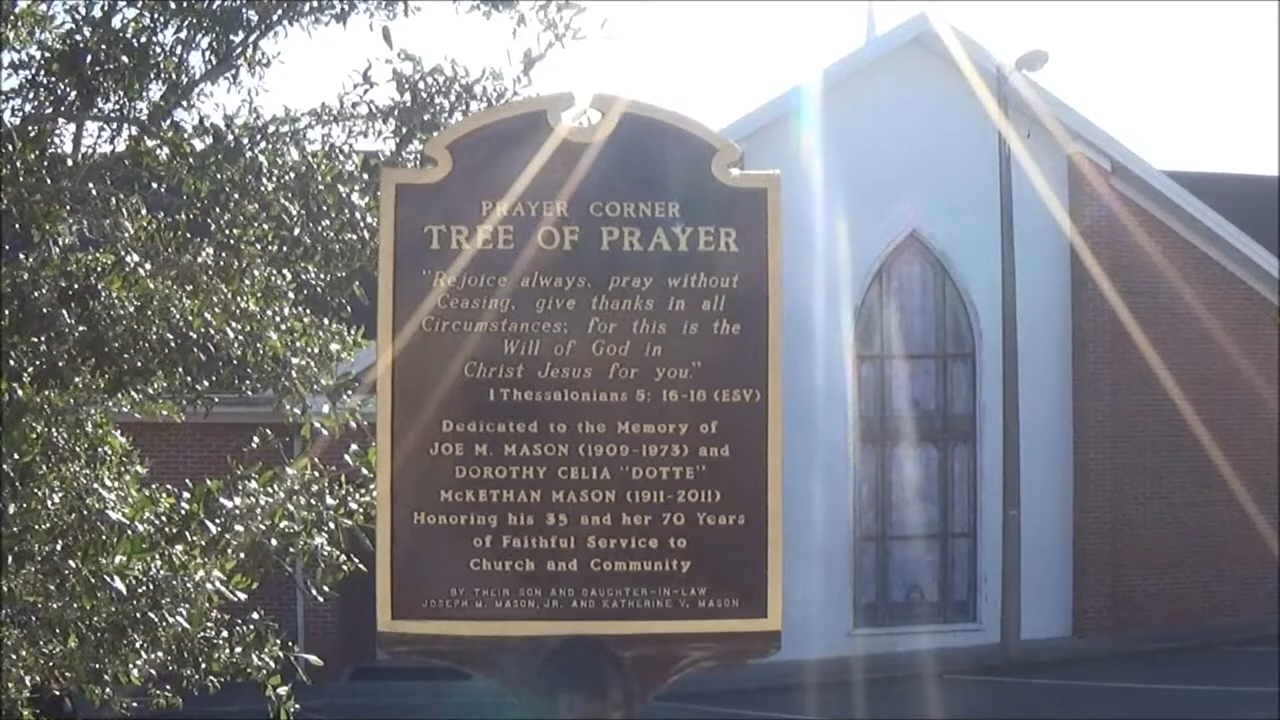 PRAYER CORNER
TREE OF PRAYER
"Rejoice always, pray without
Ceasing, give thanks in all
Circumstances; for this is the
Will of God in
Christ Jesus for you."
1 Thessalonians 5: 16-18 (ESV)
Dedicated to the Memory of
JOE M. MASON (1909-1973) and
DOROTHY CELIA "DOTTE"
McKETHAN MASON (1911-2011)
Honoring his 35 and her 70 Years
of Faithful Service to
Church and Community
BY THEIR SON AND DAUGHTER-IN-LAW
JOSEPH M. MASON, JR. AND KATHERINE V. MASON